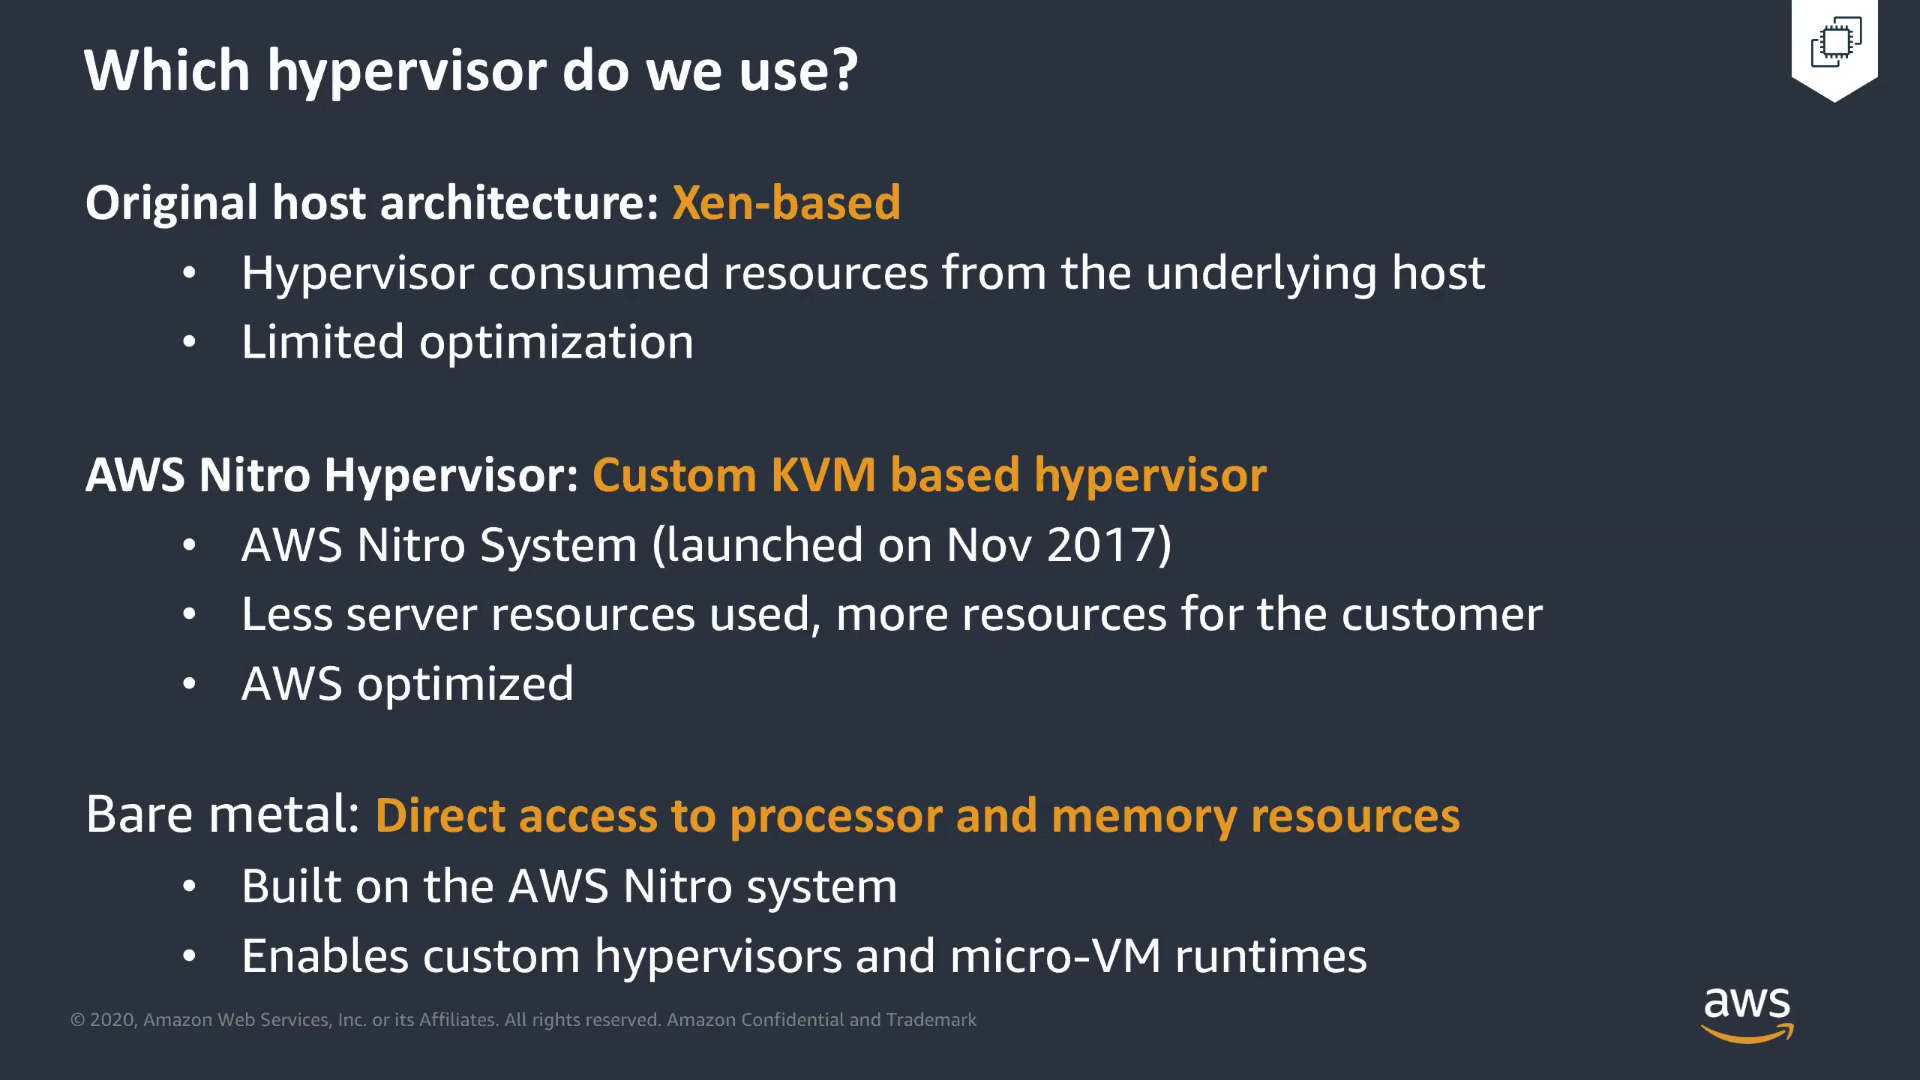 Which hypervisor do we use?
Original host architecture: Xen-based
• Hypervisor consumed resources from the underlying host
• Limited optimization
AWS Nitro Hypervisor: Custom KVM based hypervisor
• AWS Nitro System (launched on Nov 2017)
• Less server resources used, more resources for the customer
• AWS optimized
Bare metal: Direct access to processor and memory resources
• Built on the AWS Nitro system
• Enables custom hypervisors and micro-VM runtimes
© 2020, Amazon Web Services, Inc. or its Affiliates. All rights reserved. Amazon Confidential and Trademark
aws